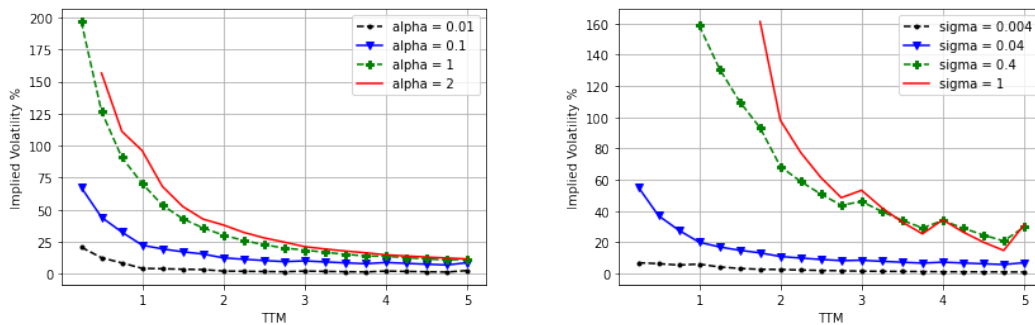 200
175
150
125
100
75
50
25
0
Implied Volatility %
1
2
3
4
5
TTM
alpha = 0.01
alpha = 0.1
alpha = 1
alpha = 2
160
140
120
100
80
60
40
20
0
Implied Volatility %
1
2
3
4
5
TTM
sigma = 0.004
sigma = 0.04
sigma = 0.4
sigma = 1